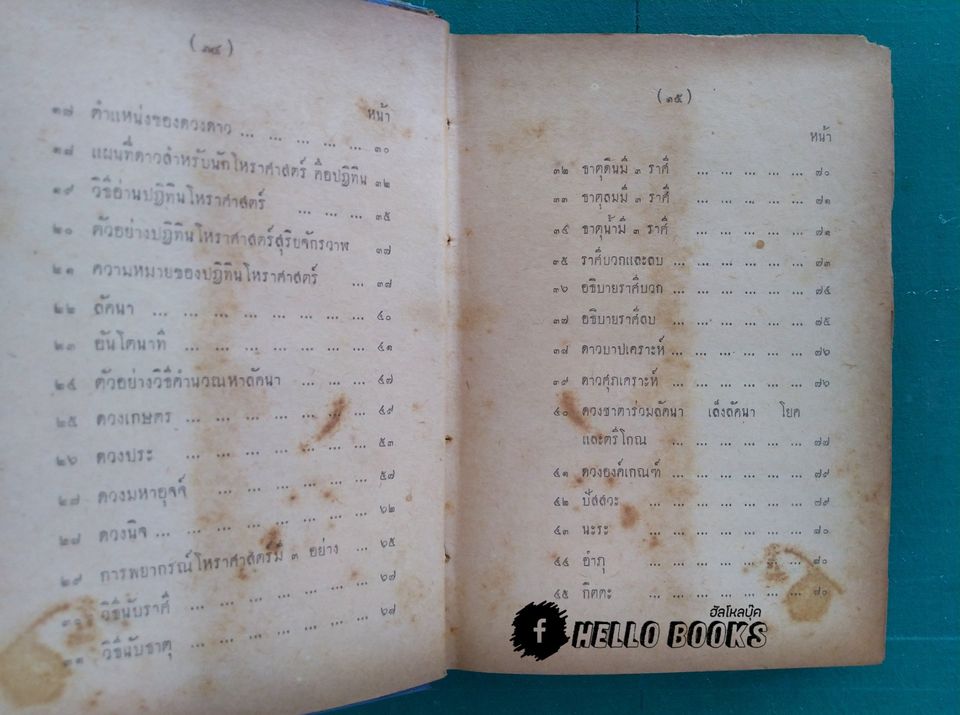 (๑๔)
หน้า
๑๗ ตำแหน่งของดวงดาว ... ... ... ... ๓๐
๑๘ แผนที่ดาวสำหรับนักโหราศาสตร์ คือปฏิทิน ๓๒
๑๙ วิธีอ่านปฏิทินโหราศาสตร์ ... ... ... ๓๕
๒๐ ตัวอย่างปฏิทินโหราศาสตร์สุริยจักรวาฬ ๓๗
๒๑ ความหมายของปฏิทินโหราศาสตร์ ... ๓๘
๒๒ ลัคนา ... ... ... ... ... ... ... ๔๐
๒๓ อันโตนาที ... ... ... ... ... ... ๔๑
๒๔ ตัวอย่างวิธีคำนวณหาลัคนา ... ... ... ๔๗
๒๕ ดวงเกษตร ... ... ... ... ... ... ๔๙
๒๖ ดวงประ ... ... ... ... ... ... ๕๓
๒๗ ดวงมหาอุจจ์ ... ... ... ... ... ๕๗
๒๘ ดวงนิจ ... ... ... ... ... ... ... ๖๒
๒๙ การพยากรณ์โหราศาสตร์มี ๓ อย่าง ... ๖๕
๓๐ วิธีนับราศี ... ... ... ... ... ... ๖๗
๓๑ วิธีนับธาตุ ... ... ... ... ... ... ๖๗
(๑๕)
หน้า
๓๒ ธาตุดินมี ๓ ราศี ... ... ... ... ๗๐
๓๓ ธาตุลมมี ๓ ราศี ... ... ... ... ๗๑
๓๔ ธาตุน้ำมี ๓ ราศี ... ... ... ... ๗๑
๓๕ ราศีบวกและลบ ... ... ... ... ... ๗๓
๓๖ อธิบายราศีบวก ... ... ... ... ... ๗๔
๓๗ อธิบายราศีลบ ... ... ... ... ... ๗๕
๓๘ ดาวบาปเคราะห์ ... ... ... ... ... ๗๖
๓๙ ดาวศุภเคราะห์ ... ... ... ... ... ๗๖
๔๐ ดวงชาตาร่วมลัคนา เล็งลัคนา โยค
และตรีโกณ ... ... ... ... ... ๗๗
๔๑ ดวงองค์เกณฑ์ ... ... ... ... ... ๗๙
๔๒ ปัสสวะ ... ... ... ... ... ... ๗๙
๔๓ นะระ ... ... ... ... ... ... ๘๐
๔๔ อำภุ ... ... ... ... ... ... ๘๐
๔๕ กีตตะ ... ... ... ... ... ... ๘๐
ฮัลโหลบุ๊ค
f HELLO BOOKS